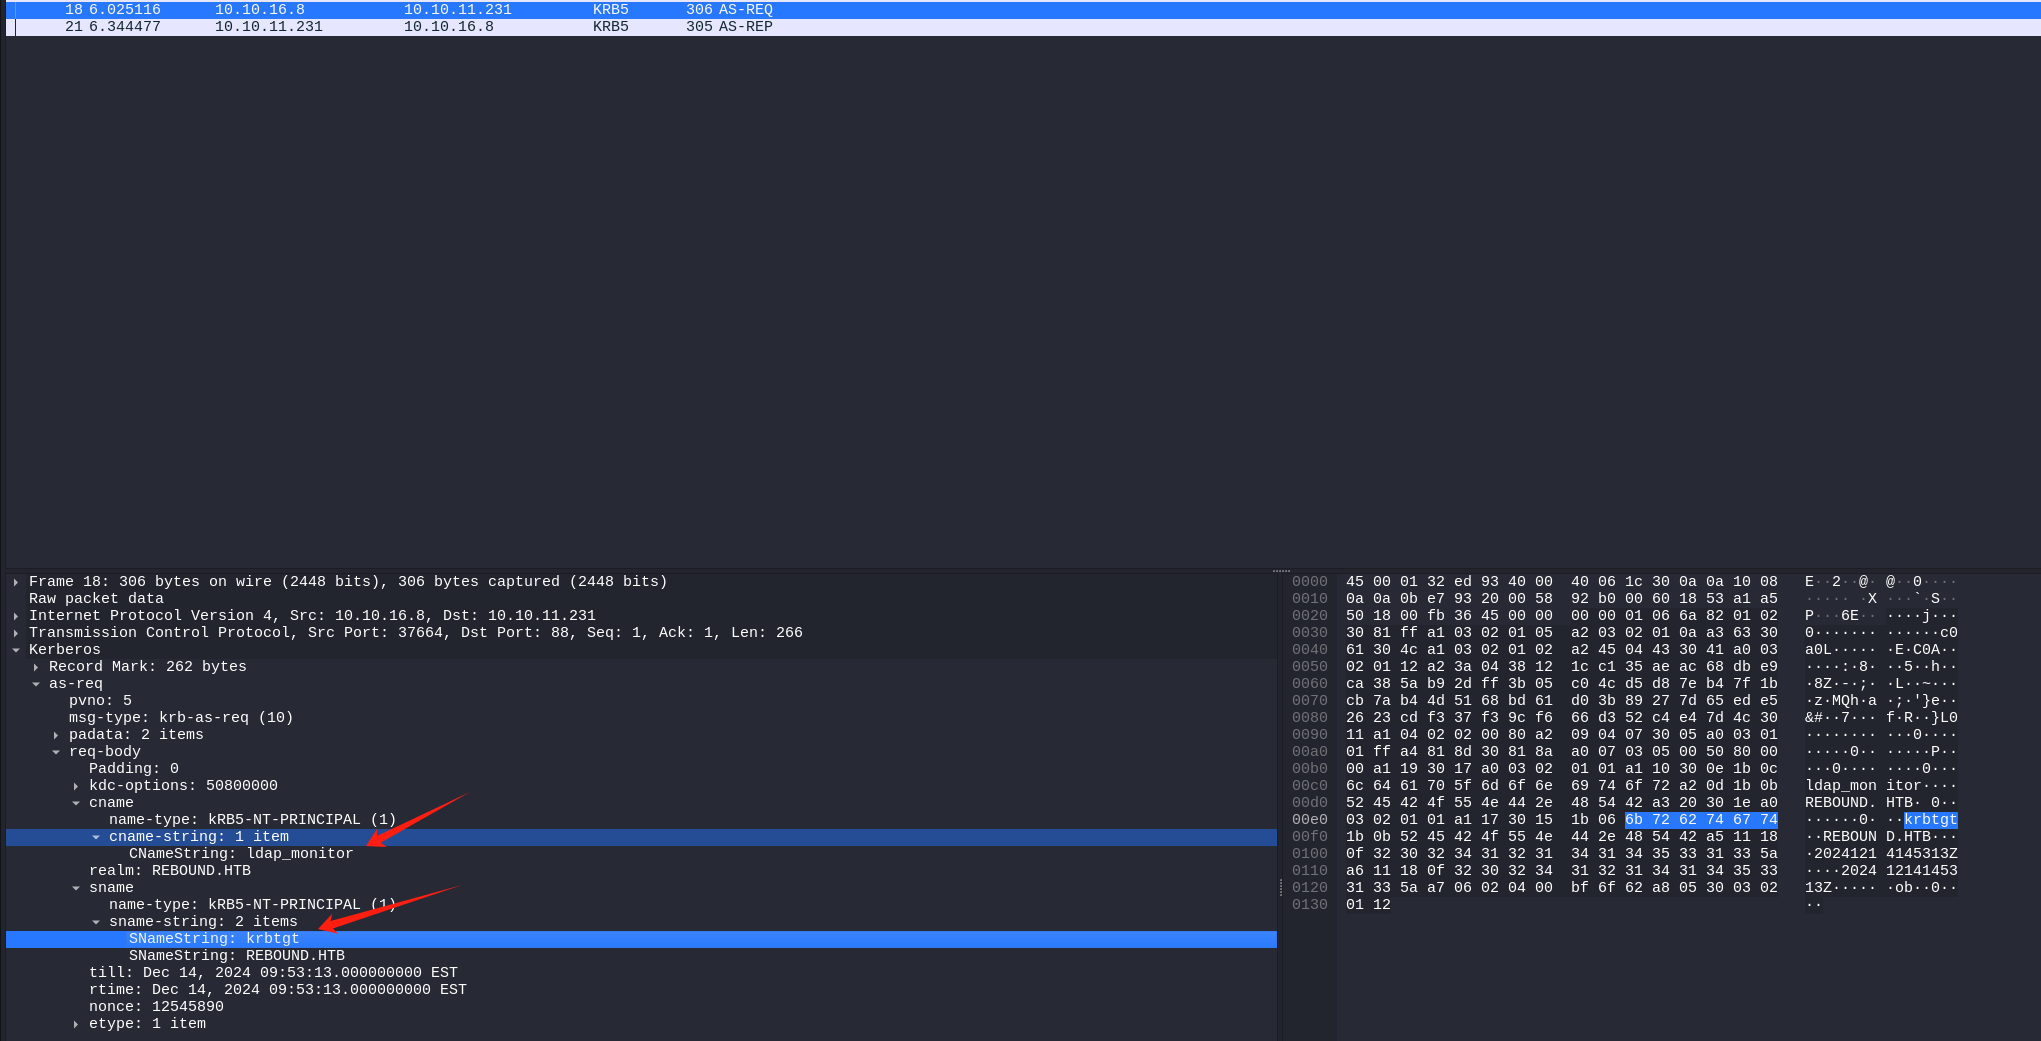 18 6.025116 10.10.16.8 10.10.11.231 KRB5 306 AS-REQ
21 6.344477 10.10.11.231 10.10.16.8 KRB5 305 AS-REP
Frame 18: 306 bytes on wire (2448 bits), 306 bytes captured (2448 bits)
Raw packet data
Internet Protocol Version 4, Src: 10.10.16.8, Dst: 10.10.11.231
Transmission Control Protocol, Src Port: 37664, Dst Port: 88, Seq: 1, Ack: 1, Len: 266
Kerberos
Record Mark: 262 bytes
as-req
pvno: 5
msg-type: krb-as-req (10)
padata: 2 items
req-body
Padding: 0
kdc-options: 50800000
cname
name-type: kRB5-NT-PRINCIPAL (1)
cname-string: 1 item
CNameString: ldap_monitor
realm: REBOUND.HTB
sname
name-type: kRB5-NT-PRINCIPAL (1)
sname-string: 2 items
SNameString: krbtgt
SNameString: REBOUND.HTB
till: Dec 14, 2024 09:53:13.000000000 EST
rtime: Dec 14, 2024 09:53:13.000000000 EST
nonce: 12545890
etype: 1 item
0000 45 00 01 32 ed 93 40 00 40 06 1c 30 0a 0a 10 08 E··2··@·@··0····
0010 0a 0a 0b e7 93 20 00 58 92 b0 00 60 18 53 a1 a5 ····· ·X···`·S··
0020 50 18 00 fb 36 45 00 00 00 00 01 06 6a 82 01 02 P···6E······j···
0030 30 81 ff a1 03 02 01 05 a2 03 02 01 0a a3 63 30 0·············c0
0040 61 30 4c a1 03 02 01 02 a2 45 04 43 30 41 a0 03 a0L······E·C0A··
0050 02 01 12 a2 3a 04 38 12 1c c1 35 ae ac 68 db e9 ····:·8···5··h··
0060 ca 38 5a b9 2d ff 3b 05 c0 4c d5 d8 7e b4 7f 1b ·8Z·-·;··L··~···
0070 cb 7a b4 4d 51 68 bd 61 d0 3b 89 27 7d 65 ed e5 ·z·MQh·a·;·'}e··
0080 26 23 cd f3 37 f3 9c f6 66 d3 52 c4 e4 7d 4c 30 &#··7···f·R··}L0
0090 11 a1 04 02 02 00 80 a2 09 04 07 30 05 a0 03 01 ···········0····
00a0 01 ff a4 81 8d 30 81 8a a0 07 03 05 00 50 80 00 ·····0·······P··
00b0 00 a1 19 30 17 a0 03 02 01 01 a1 10 30 0e 1b 0c ···0········0···
00c0 6c 64 61 70 5f 6d 6f 6e 69 74 6f 72 a2 0d 1b 0b ldap_monitor····
00d0 52 45 42 4f 55 4e 44 2e 48 54 42 a3 20 30 1e a0 REBOUND.HTB· 0··
00e0 03 02 01 01 a1 17 30 15 1b 06 6b 72 62 74 67 74 ······0···krbtgt
00f0 1b 0b 52 45 42 4f 55 4e 44 2e 48 54 42 a5 11 18 ··REBOUND.HTB···
0100 0f 32 30 32 34 31 32 31 34 31 34 35 33 31 33 5a ·20241214145313Z
0110 a6 11 18 0f 32 30 32 34 31 32 31 34 31 34 35 33 ····202412141453
0120 31 33 5a a7 06 02 04 00 bf 6f 62 a8 05 30 03 02 13Z······ob··0··
0130 01 12 ··